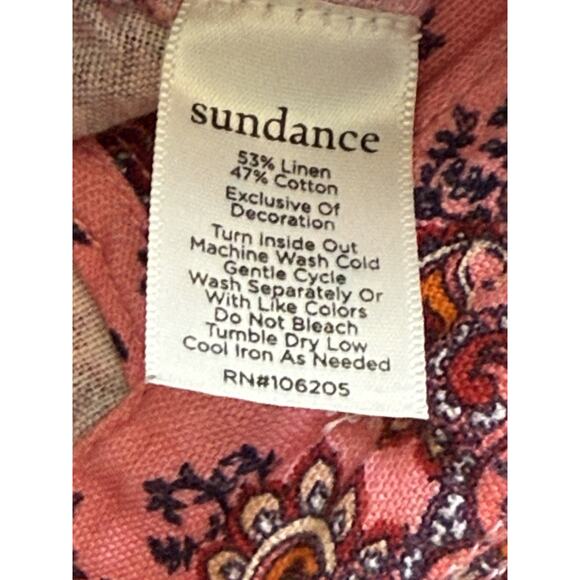 sundance
53% Linen
47% Cotton
Exclusive Of
Decoration
Turn Inside Out
Machine Wash Cold
Gentle Cycle
Wash Separately Or
With Like Colors
Do Not Bleach
Tumble Dry Low
Cool Iron As Needed
RN#106205